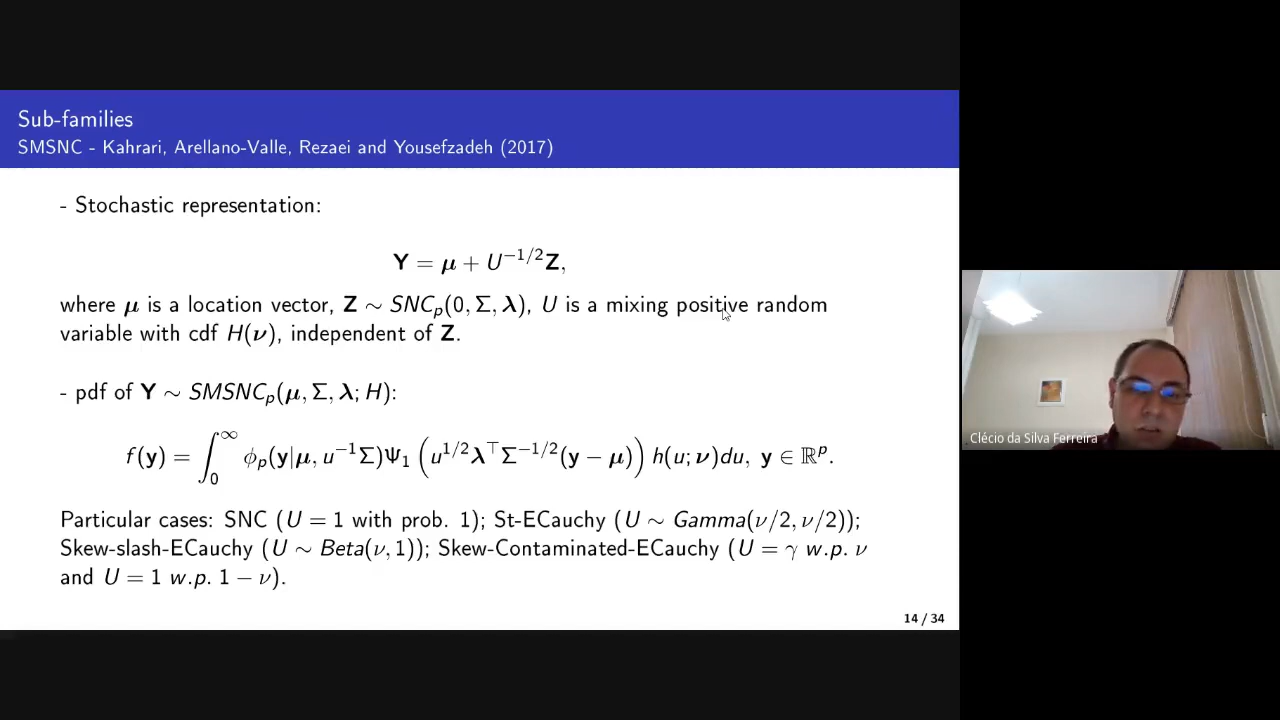 Sub-families
SMSNC - Kahrari, Arellano-Valle, Rezaei and Yousefzadeh (2017)
- Stochastic representation:
Y = μ + U^{−1/2}Z,
where μ is a location vector, Z ∼ SNC_p(0, Σ, λ), U is a mixing positive random
variable with cdf H(ν), independent of Z.
- pdf of Y ∼ SMSNC_p(μ, Σ, λ; H):
f(y) = ∫_0^∞ ϕ_p(y|μ, u^{−1}Σ)Ψ_1 (u^{1/2}λ^⊤Σ^{−1/2}(y − μ)) h(u; ν)du, y ∈ ℝ^p.
Particular cases: SNC (U = 1 with prob. 1); St-ECauchy (U ∼ Gamma(ν/2, ν/2));
Skew-slash-ECauchy (U ∼ Beta(ν, 1)); Skew-Contaminated-ECauchy (U = γ w.p. ν
and U = 1 w.p. 1 − ν).
14 / 34
Clécio da Silva Ferreira